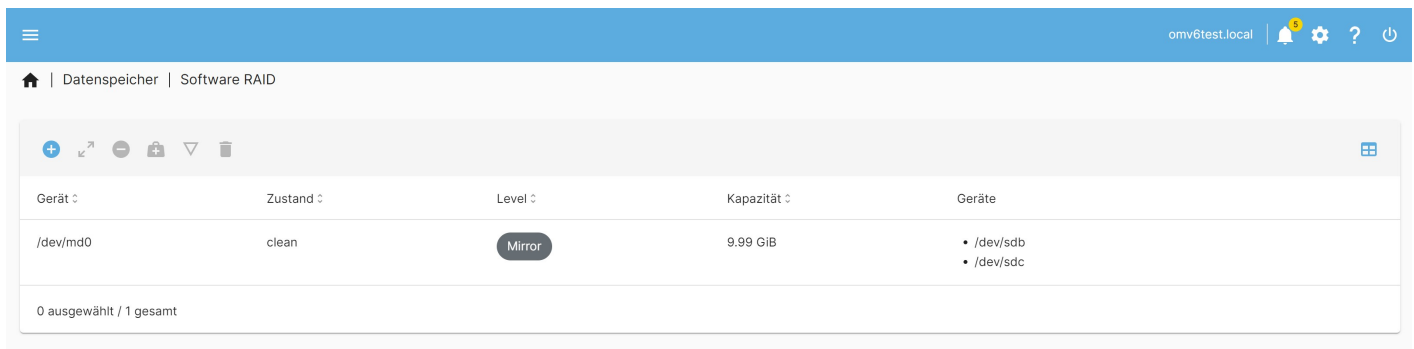 omv6test.local
5
?
| Datenspeicher | Software RAID
Gerät Zustand Level Kapazität Geräte
/dev/md0 clean Mirror 9.99 GiB • /dev/sdb
• /dev/sdc
0 ausgewählt / 1 gesamt